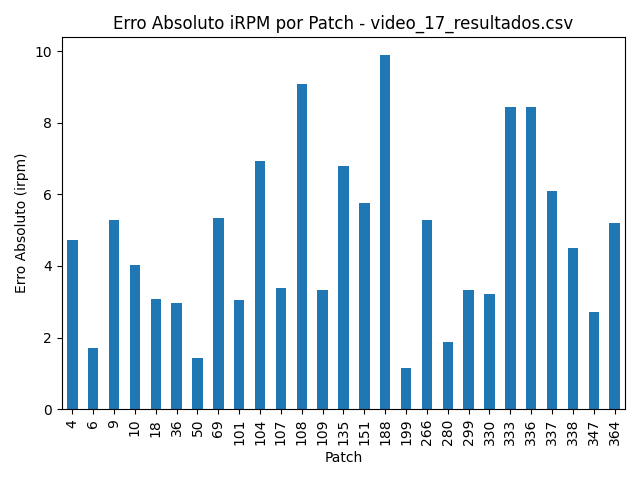 Erro Absoluto iRPM por Patch - video_17_resultados.csv
Erro Absoluto (irpm)
10
8
6
4
2
0
4 6 9 10 18 36 50 69 101 104 107 108 109 135 151 188 199 266 280 299 330 333 336 337 338 347 364
Patch